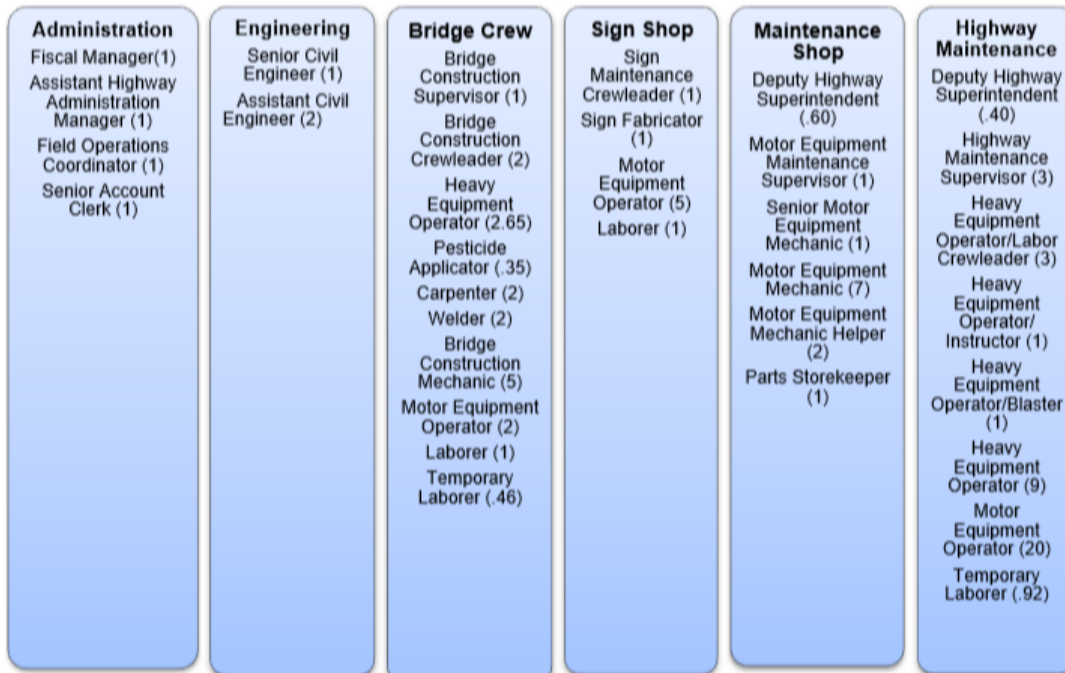 Administration
Fiscal Manager(1)
Assistant Highway
Administration
Manager (1)
Field Operations
Coordinator (1)
Senior Account
Clerk (1)
Engineering
Senior Civil
Engineer (1)
Assistant Civil
Engineer (2)
Bridge Crew
Bridge
Construction
Supervisor (1)
Bridge
Construction
Crewleader (2)
Heavy
Equipment
Operator (2.65)
Pesticide
Applicator (.35)
Carpenter (2)
Welder (2)
Bridge
Construction
Mechanic (5)
Motor Equipment
Operator (2)
Laborer (1)
Temporary
Laborer (.46)
Sign Shop
Sign
Maintenance
Crewleader (1)
Sign Fabricator
(1)
Motor
Equipment
Operator (5)
Laborer (1)
Maintenance
Shop
Deputy Highway
Superintendent
(.60)
Motor Equipment
Maintenance
Supervisor (1)
Senior Motor
Equipment
Mechanic (1)
Motor Equipment
Mechanic (7)
Motor Equipment
Mechanic Helper
(2)
Parts Storekeeper
(1)
Highway
Maintenance
Deputy Highway
Superintendent
(.40)
Highway
Maintenance
Supervisor (3)
Heavy
Equipment
Operator/Labor
Crewleader (3)
Heavy
Equipment
Operator/
Instructor (1)
Heavy
Equipment
Operator/Blaster
(1)
Heavy
Equipment
Operator (9)
Motor
Equipment
Operator (20)
Temporary
Laborer (.92)